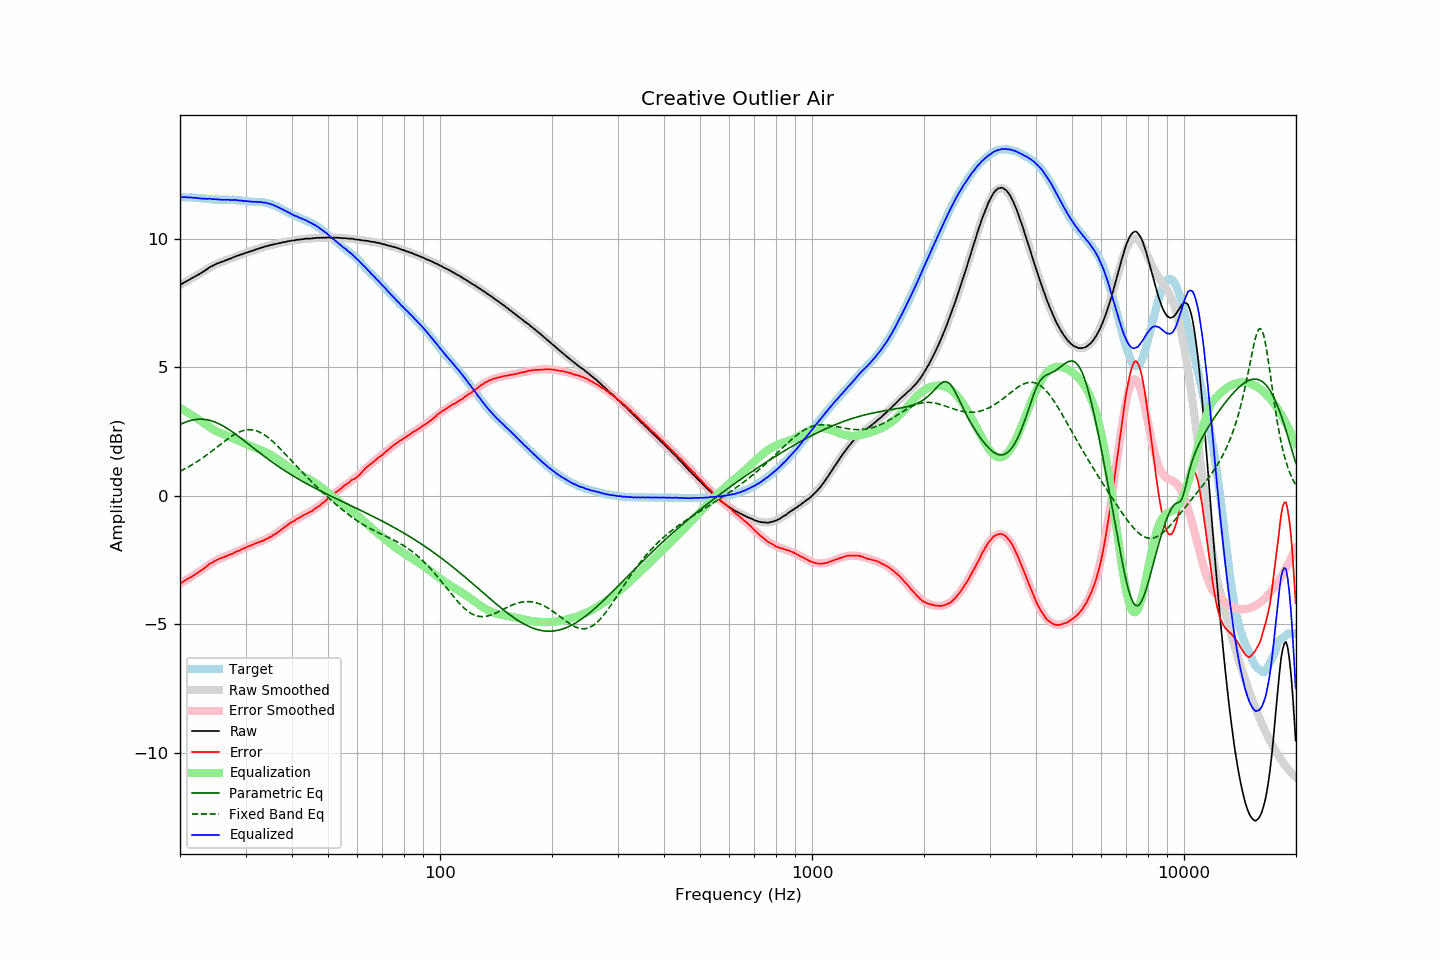 Creative Outlier Air
Amplitude (dBr)
10
5
0
−5
−10
Target
Raw Smoothed
Error Smoothed
Raw
Error
Equalization
Parametric Eq
Fixed Band Eq
Equalized
100 1000 10000
Frequency (Hz)